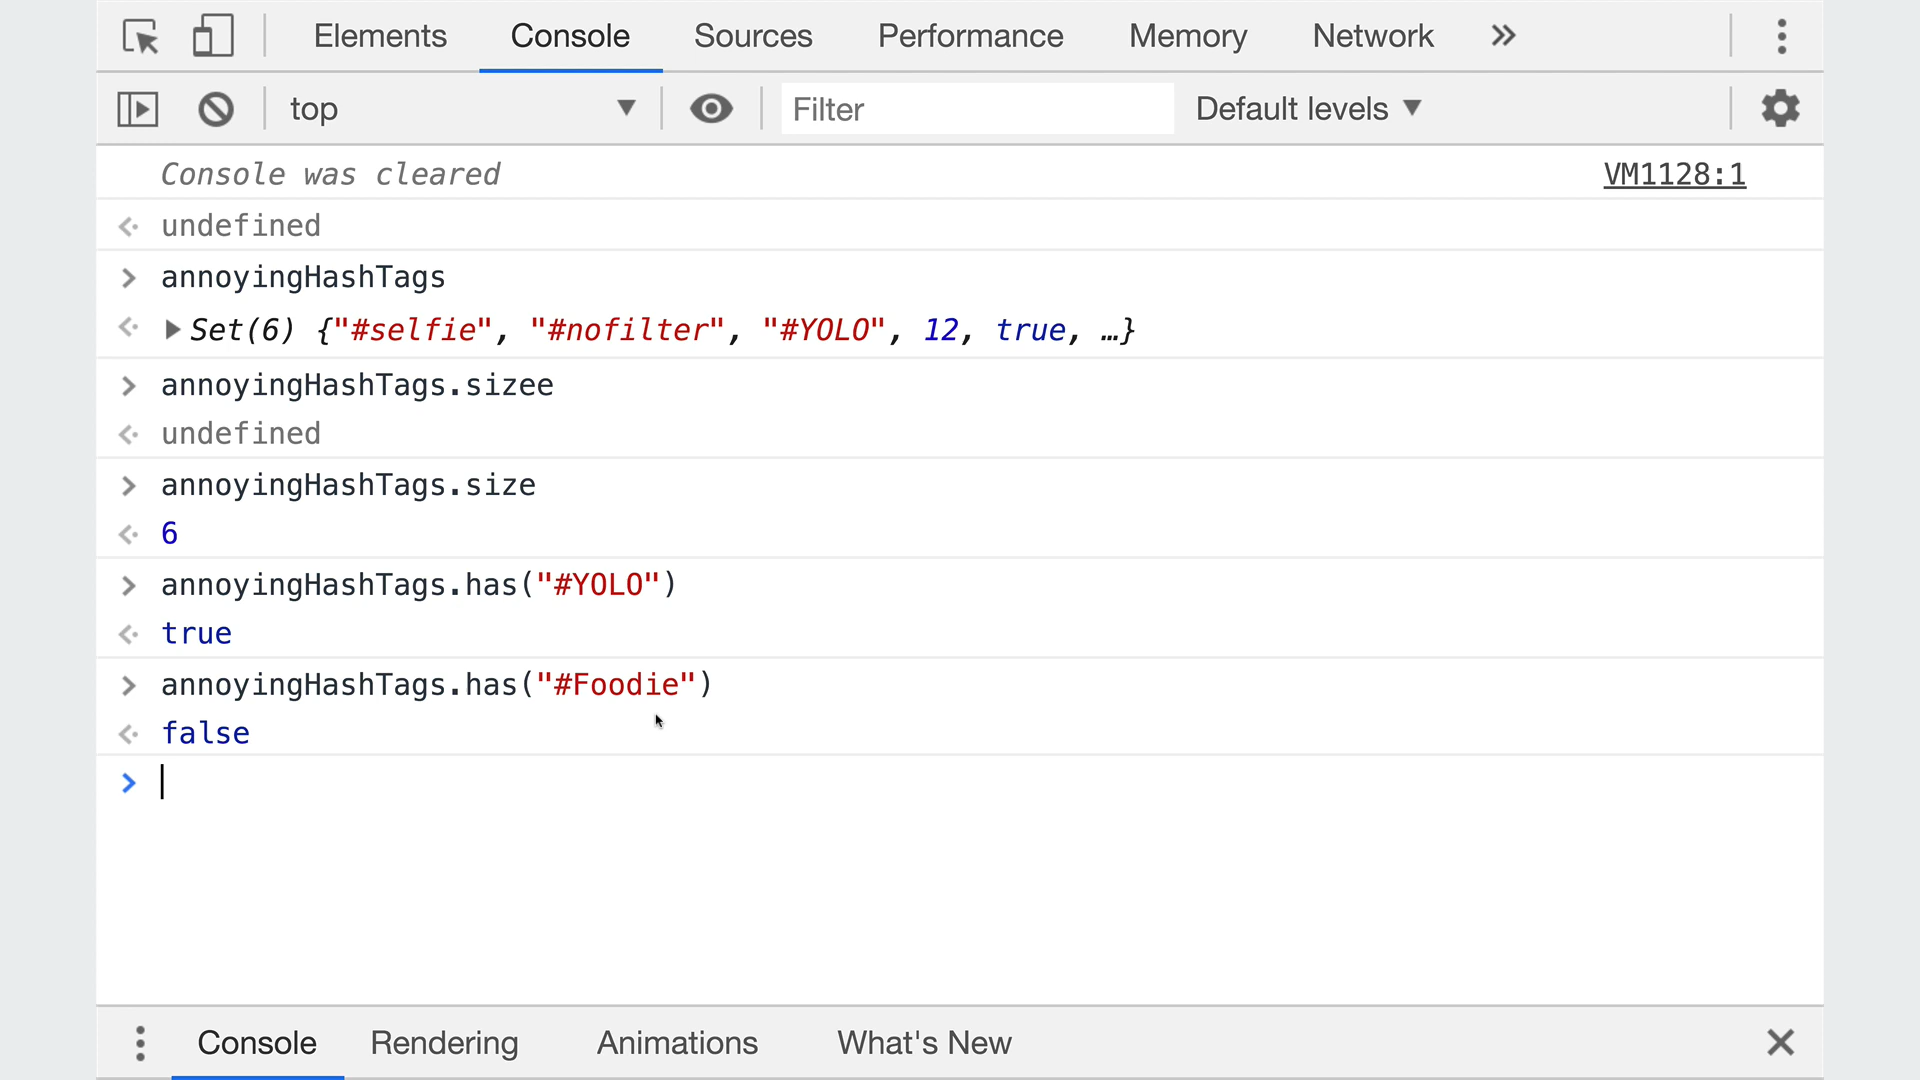 Elements Console Sources Performance Memory Network »
top ▼ Filter Default levels ▼
Console was cleared VM1128:1
undefined
annoyingHashTags
Set(6) {"#selfie", "#nofilter", "#YOLO", 12, true, …}
annoyingHashTags.sizee
undefined
annoyingHashTags.size
6
annoyingHashTags.has("#YOLO")
true
annoyingHashTags.has("#Foodie")
false
Console Rendering Animations What's New